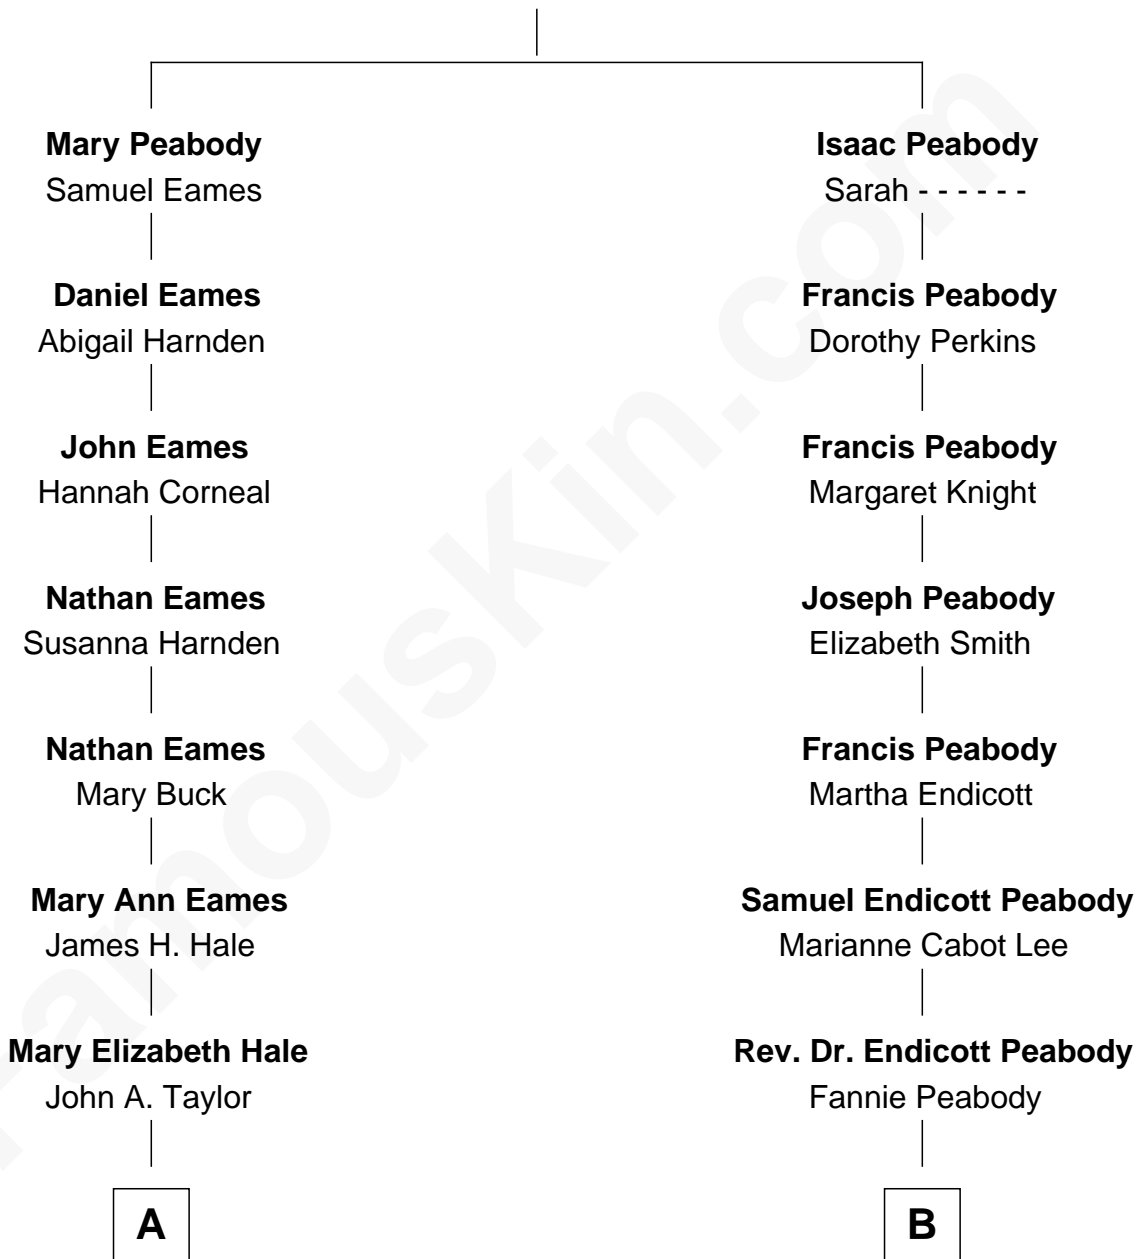 Mary Peabody
Samuel Eames
Isaac Peabody
Sarah - - - - - -
Daniel Eames
Abigail Harnden
Francis Peabody
Dorothy Perkins
John Eames
Hannah Corneal
Francis Peabody
Margaret Knight
Nathan Eames
Susanna Harnden
Joseph Peabody
Elizabeth Smith
Nathan Eames
Mary Buck
Francis Peabody
Martha Endicott
Mary Ann Eames
James H. Hale
Samuel Endicott Peabody
Marianne Cabot Lee
Mary Elizabeth Hale
John A. Taylor
Rev. Dr. Endicott Peabody
Fannie Peabody
A
B
FamousKin.com